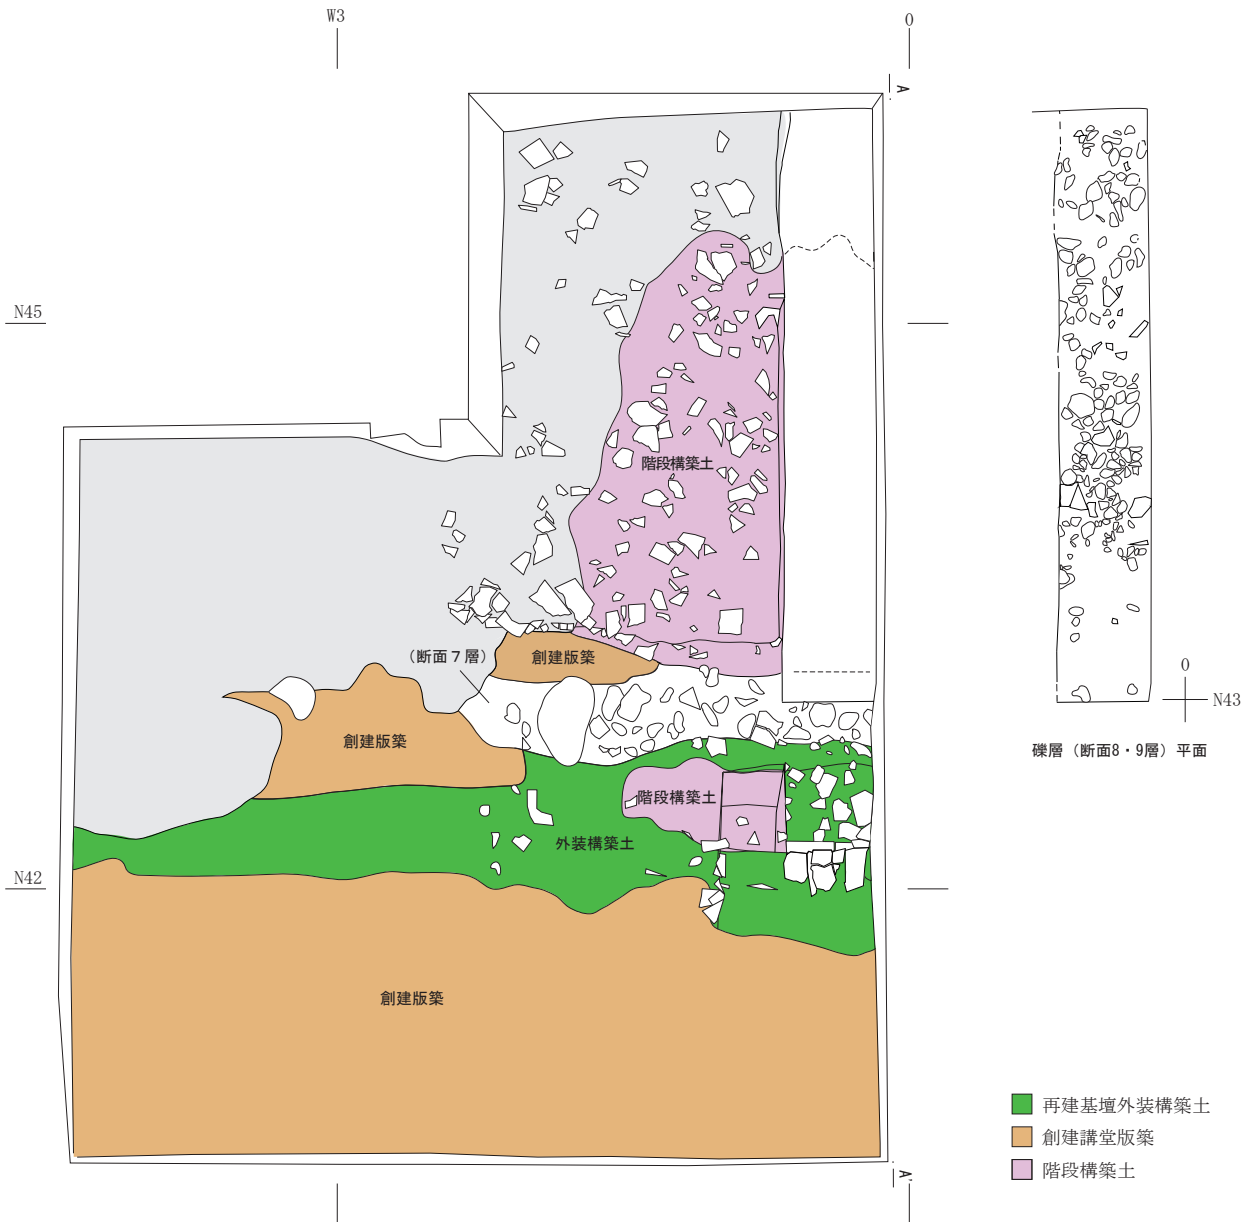 W3
0
A
N45
階段構築土
(断面7層)
創建版築
0
N43
創建版築
礫層(断面8・9層)平面
階段構築土
外装構築土
N42
創建版築
再建基壇外装構築土
創建講堂版築
階段構築土
A'